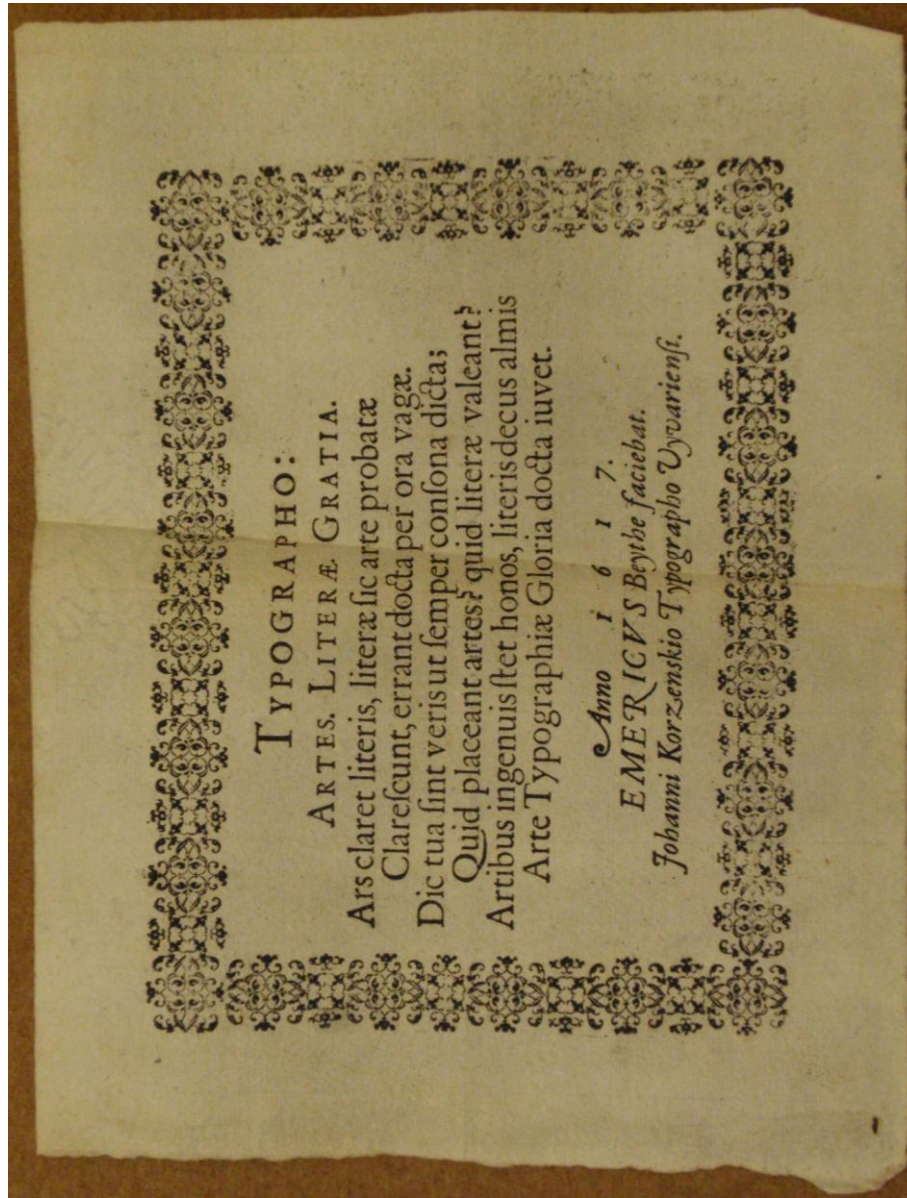 TYPOGRAPHO:
ARTES. LITERÆ GRATIA.
Ars claret literis, literæ ſic arte probatæ
Clareſcunt, errant docta per ora vagæ.
Dic tua ſint veris ut ſemper conſona dicta;
Quid placeant artes? quid literæ valeant?
Artibus ingenuis ſtet honos, literis decus almis
Arte Typographiæ Gloria docta iuvet.
Anno 1 6 1 7.
EMERICVS Beythe faciebat.
Johanni Korzenskio Typographo Uyvarienſi.